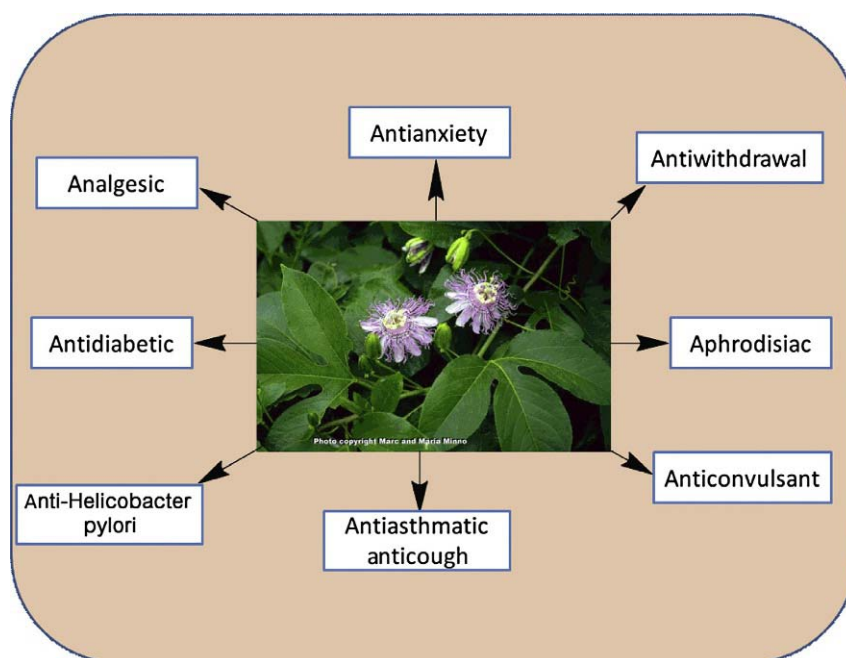 Antianxiety
Antiwithdrawal
Analgesic
Antidiabetic
Aphrodisiac
Photo copyright Marc and Maria Minno
Anticonvulsant
Anti-Helicobacter
pylori
Antiasthmatic
anticough